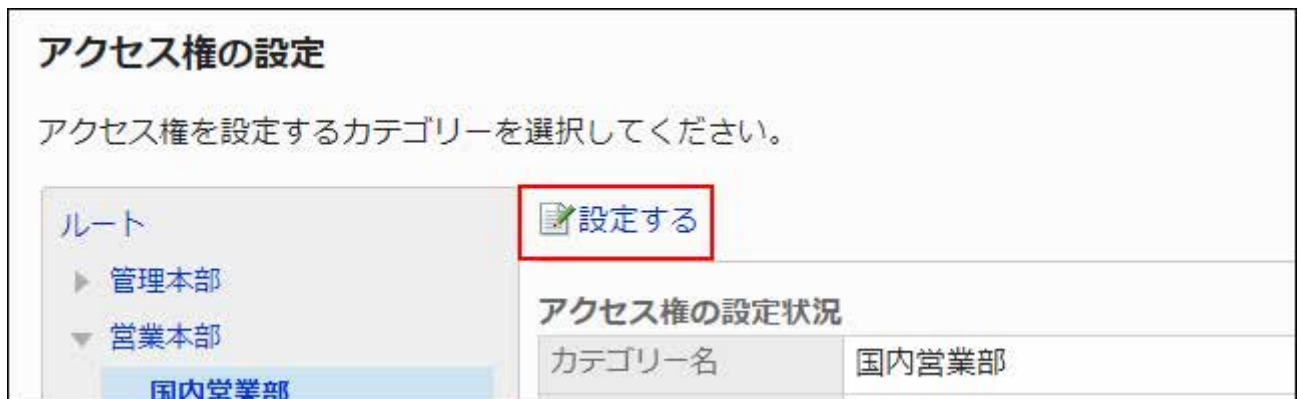 アクセス権の設定
アクセス権を設定するカテゴリーを選択してください。
ルート
管理本部
営業本部
国内営業部
設定する
アクセス権の設定状況
カテゴリー名 国内営業部